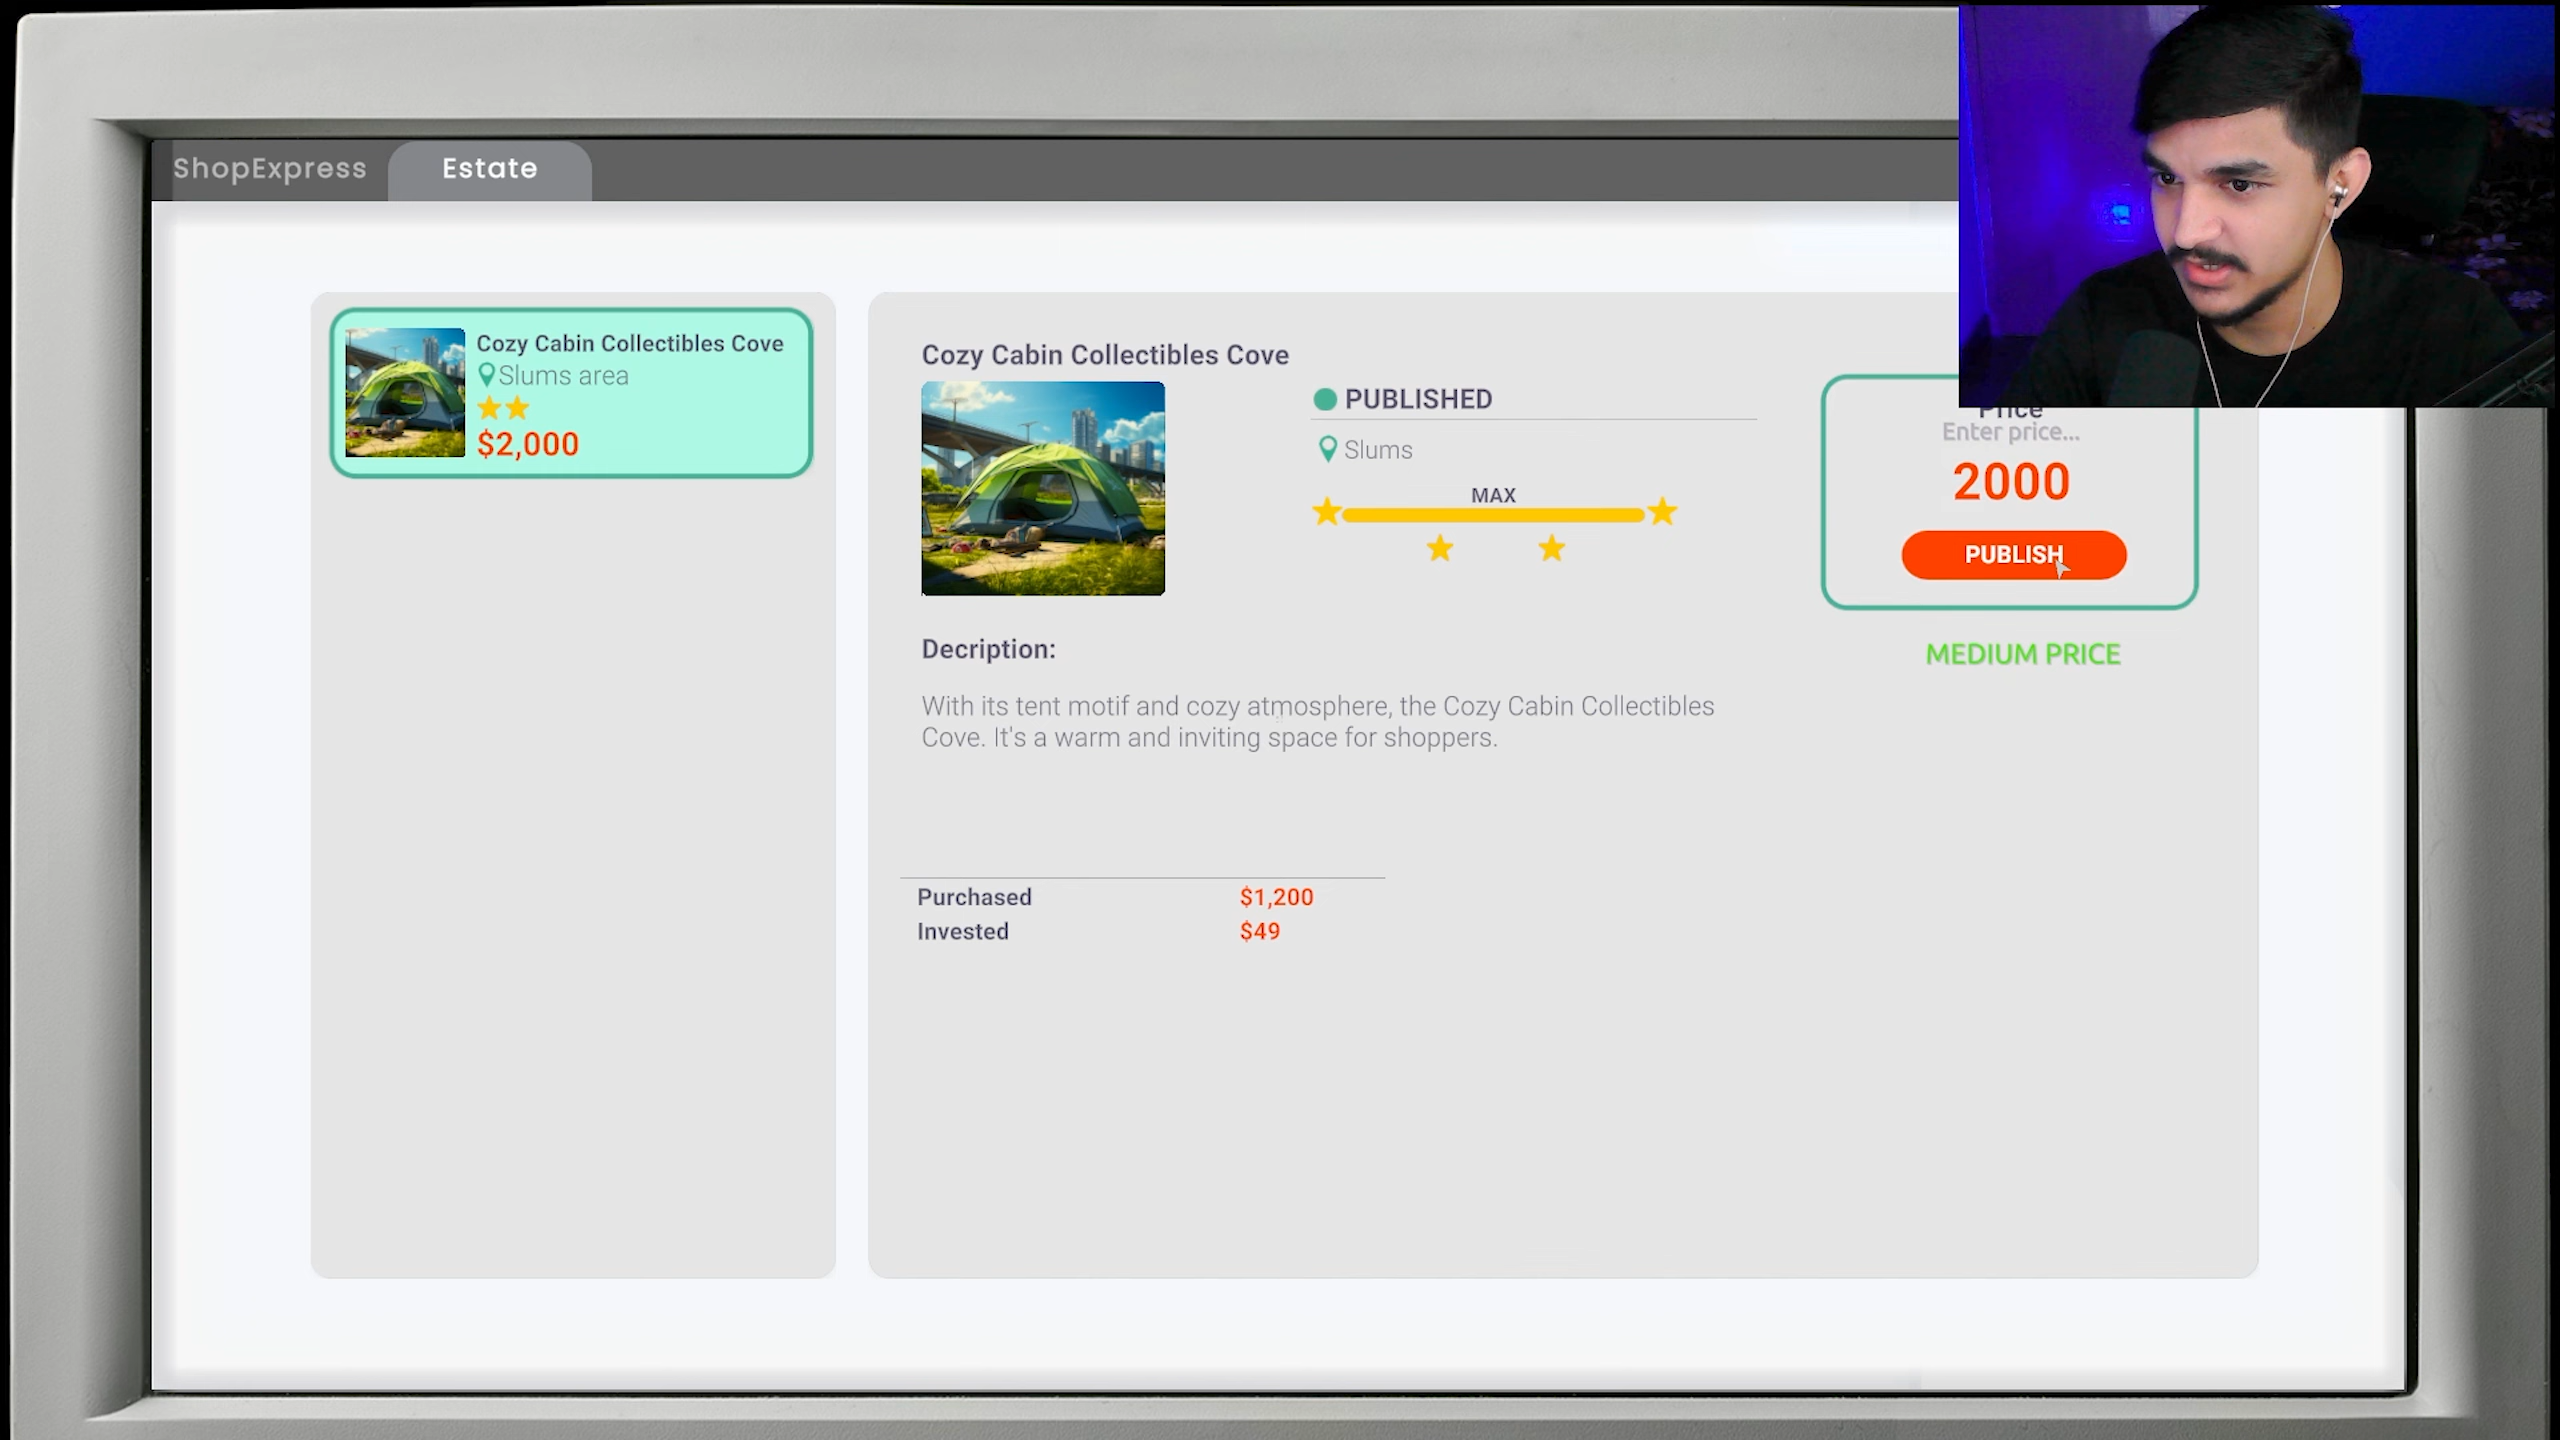 ShopExpress
Estate
Cozy Cabin Collectibles Cove
Slums area
$2,000
Cozy Cabin Collectibles Cove
PUBLISHED
Slums
MAX
Price
Enter price...
2000
PUBLISH
MEDIUM PRICE
Decription:
With its tent motif and cozy atmosphere, the Cozy Cabin Collectibles
Cove. It's a warm and inviting space for shoppers.
Purchased $1,200
Invested $49